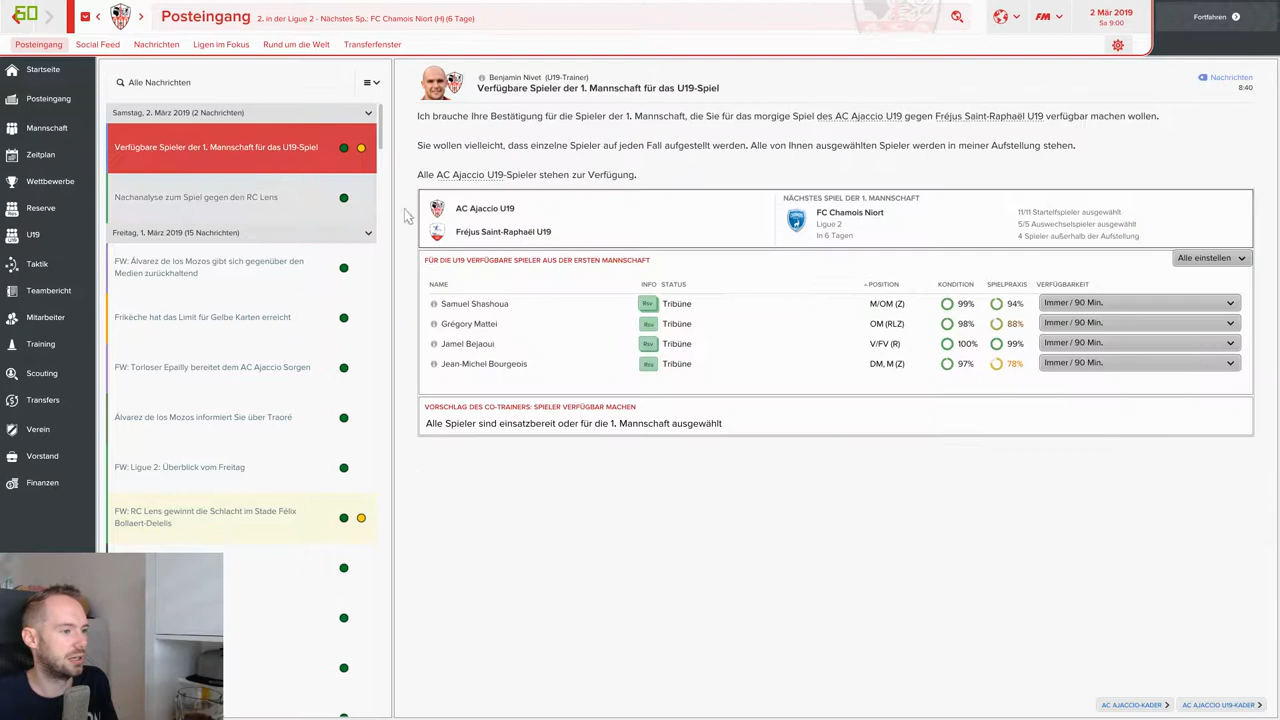 60
Posteingang
2. in der Ligue 2 - Nächstes Sp.: FC Chamois Niort (H) (6 Tage)
FM
2 Mär 2019
Sa 9:00
Fortfahren
Posteingang
Social Feed
Nachrichten
Ligen im Fokus
Rund um die Welt
Transferfenster
Startseite
Posteingang
Mannschaft
Zeitplan
Wettbewerbe
Reserve
U19
Taktik
Teambericht
Mitarbeiter
Training
Scouting
Transfers
Verein
Vorstand
Finanzen
Alle Nachrichten
Samstag, 2. März 2019 (2 Nachrichten)
Verfügbare Spieler der 1. Mannschaft für das U19-Spiel
Nachanalyse zum Spiel gegen den RC Lens
Freitag, 1. März 2019 (15 Nachrichten)
FW: Álvarez de los Mozos gibt sich gegenüber den
Medien zurückhaltend
Frikèche hat das Limit für Gelbe Karten erreicht
FW: Torloser Epailly bereitet dem AC Ajaccio Sorgen
Álvarez de los Mozos informiert Sie über Traoré
FW: Ligue 2: Überblick vom Freitag
FW: RC Lens gewinnt die Schlacht im Stade Félix
Bollaert-Delelis
Benjamin Nivet (U19-Trainer)
Verfügbare Spieler der 1. Mannschaft für das U19-Spiel
Nachrichten
8:40
Ich brauche Ihre Bestätigung für die Spieler der 1. Mannschaft, die Sie für das morgige Spiel des AC Ajaccio U19 gegen Fréjus Saint-Raphaël U19 verfügbar machen wollen.
Sie wollen vielleicht, dass einzelne Spieler auf jeden Fall aufgestellt werden. Alle von Ihnen ausgewählten Spieler werden in meiner Aufstellung stehen.
Alle AC Ajaccio U19-Spieler stehen zur Verfügung.
AC Ajaccio U19
Fréjus Saint-Raphaël U19
NÄCHSTES SPIEL DER 1. MANNSCHAFT
FC Chamois Niort
Ligue 2
In 6 Tagen
11/11 Startelfspieler ausgewählt
5/5 Auswechselspieler ausgewählt
4 Spieler außerhalb der Aufstellung
FÜR DIE U19 VERFÜGBARE SPIELER AUS DER ERSTEN MANNSCHAFT
Alle einstellen
NAME INFO STATUS POSITION KONDITION SPIELPRAXIS VERFÜGBARKEIT
Samuel Shashoua Rsv Tribüne M/OM (Z) 99% 94% Immer / 90 Min.
Grégory Mattei Rsv Tribüne OM (RLZ) 98% 88% Immer / 90 Min.
Jamel Bejaoui Rsv Tribüne V/FV (R) 100% 99% Immer / 90 Min.
Jean-Michel Bourgeois Rsv Tribüne DM, M (Z) 97% 78% Immer / 90 Min.
VORSCHLAG DES CO-TRAINERS: SPIELER VERFÜGBAR MACHEN
Alle Spieler sind einsatzbereit oder für die 1. Mannschaft ausgewählt
AC AJACCIO-KADER
AC AJACCIO U19-KADER